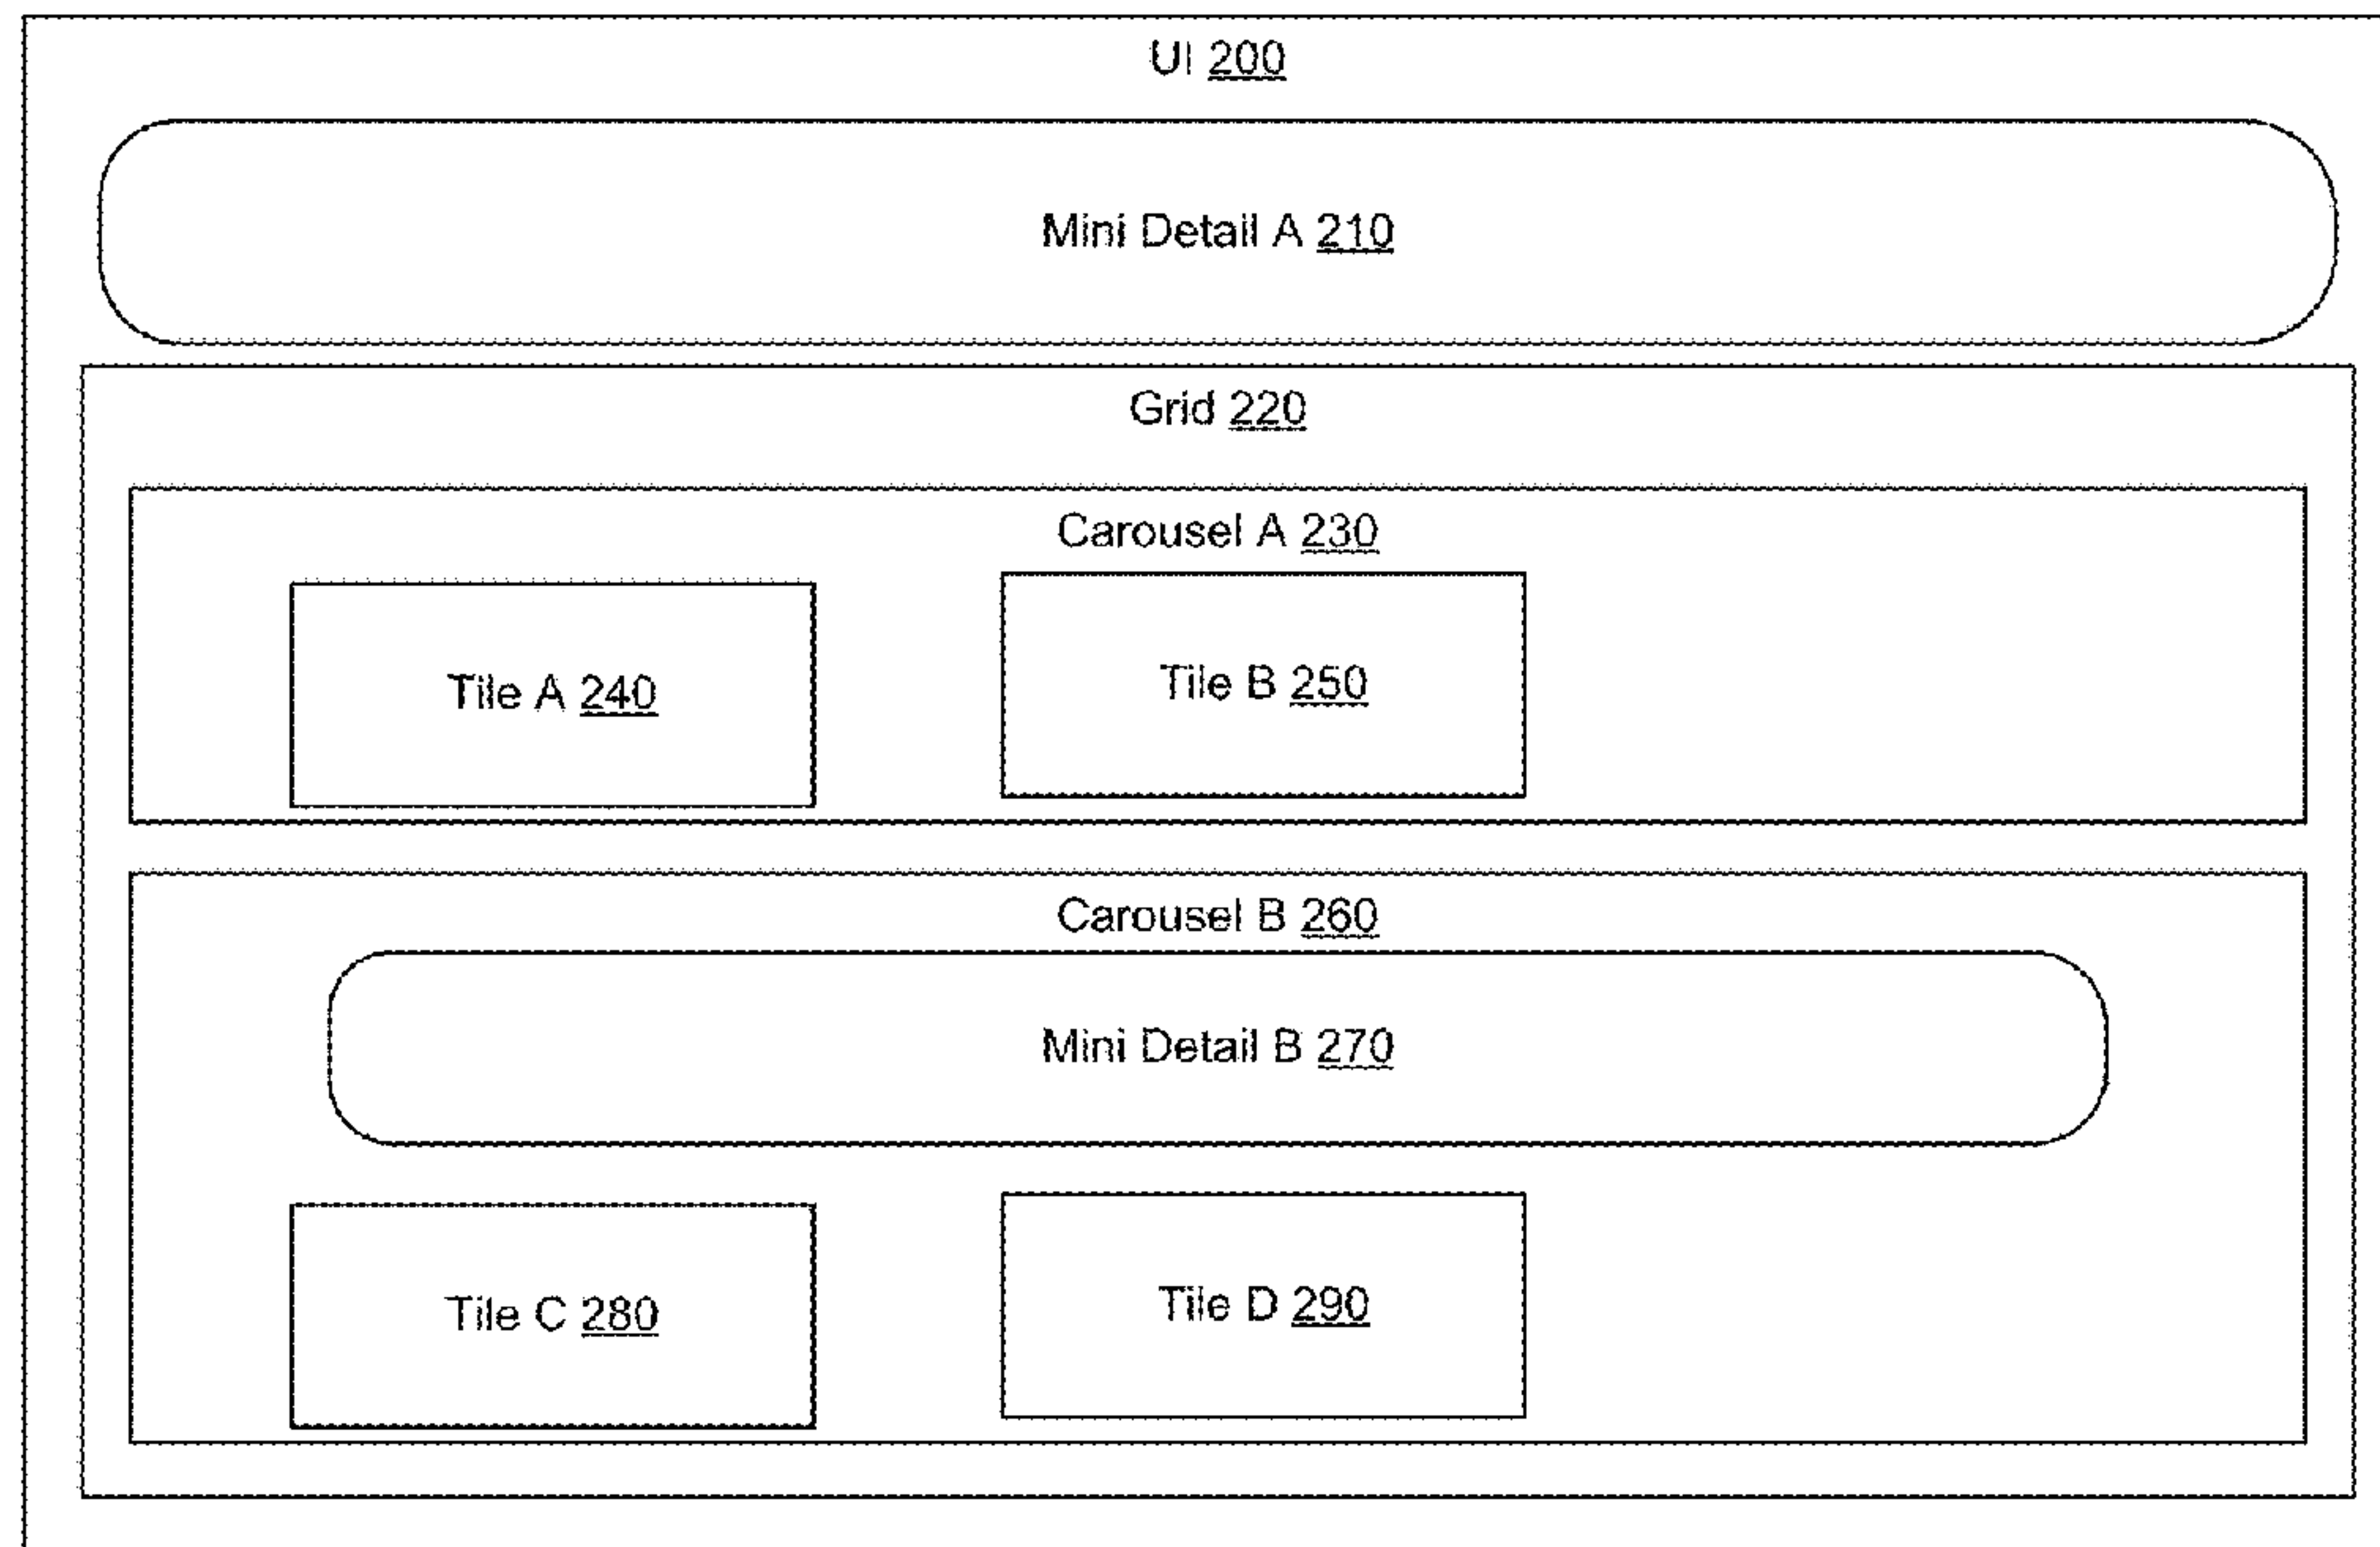 UI 200
Mini Detail A 210
Grid 220
Carousel A 230
Tile A 240
Tile B 250
Carousel B 260
Mini Detail B 270
Tile C 280
Tile D 290